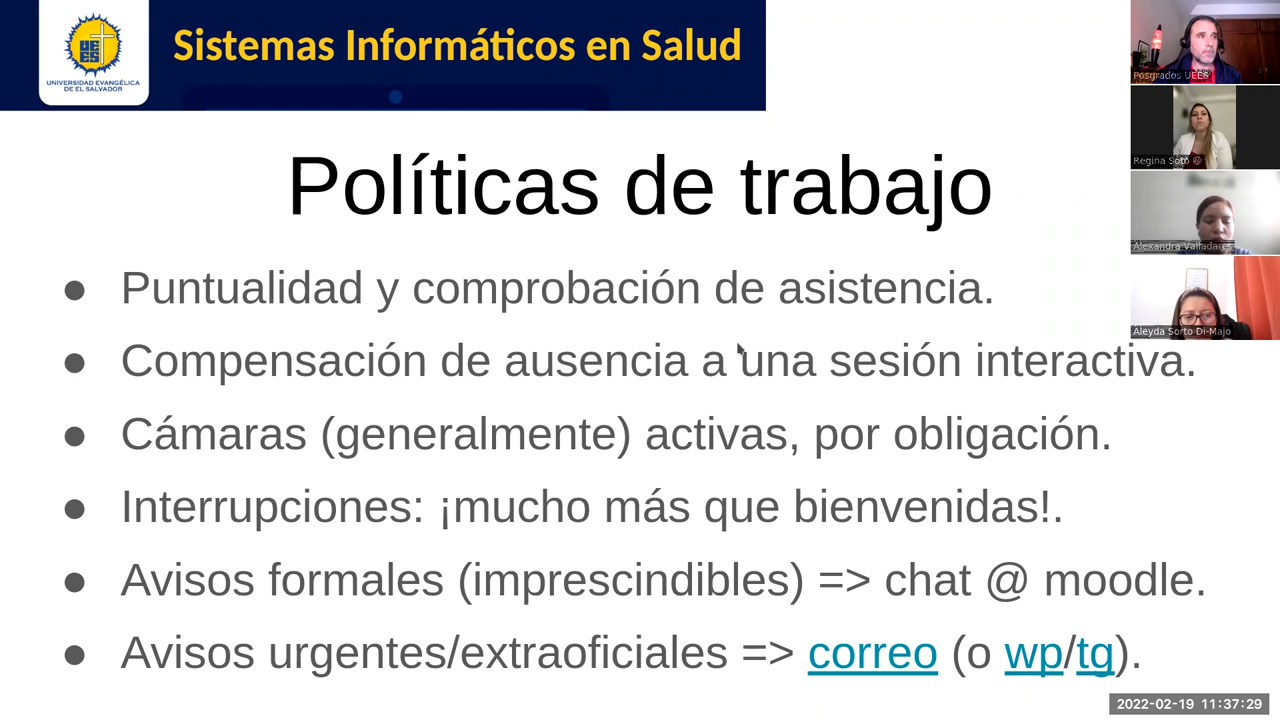 UEES
UNIVERSIDAD EVANGÉLICA
DE EL SALVADOR
Sistemas Informáticos en Salud
Políticas de trabajo
● Puntualidad y comprobación de asistencia.
● Compensación de ausencia a una sesión interactiva.
● Cámaras (generalmente) activas, por obligación.
● Interrupciones: ¡mucho más que bienvenidas!.
● Avisos formales (imprescindibles) => chat @ moodle.
● Avisos urgentes/extraoficiales => correo (o wp/tg).
Posgrados UEES
Regina Soto
Alexandra Valladares
Aleyda Sorto Di-Majo
2022-02-19 11:37:29